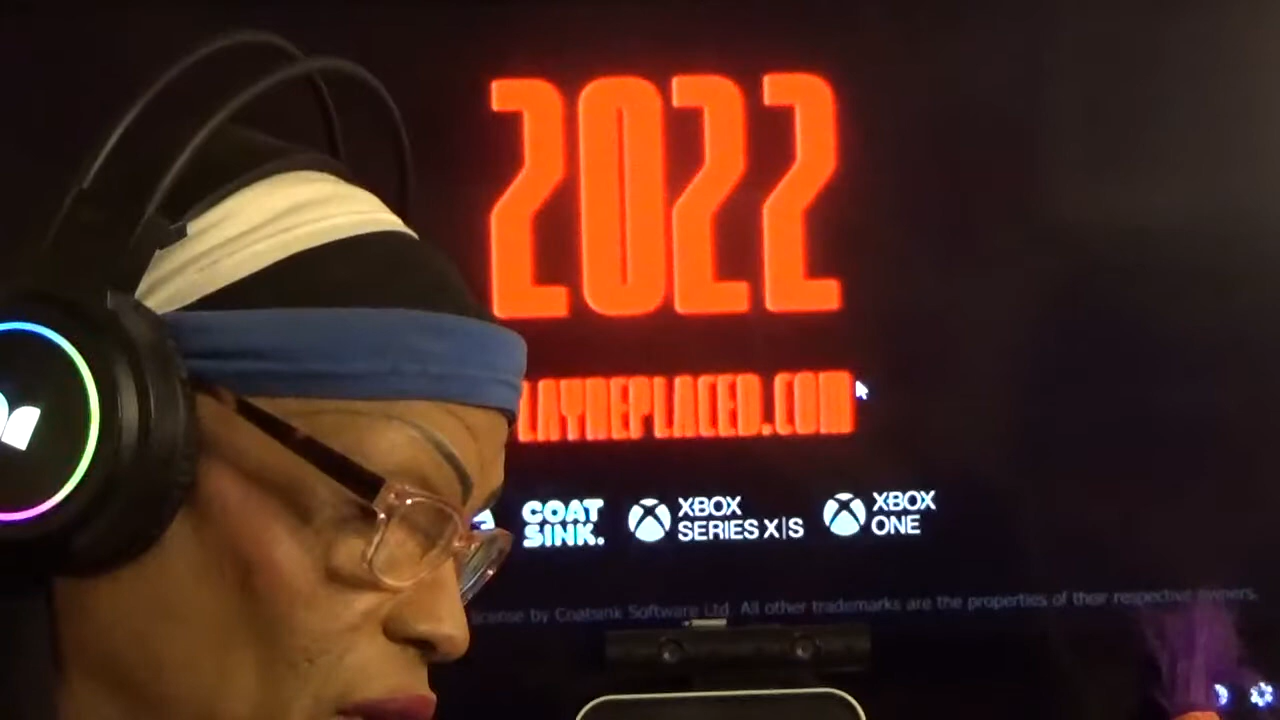 2022
LAYREPLACED.COM
COAT
SINK.
XBOX
SERIES X|S
XBOX
ONE
license by Coatsink Software Ltd. All other trademarks are the properties of their respective owners.